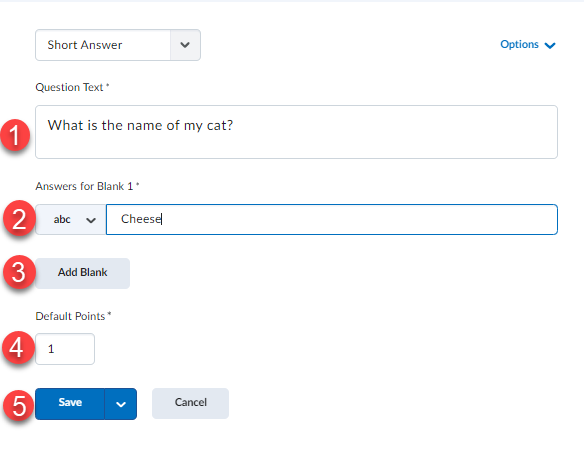 Short Answer
Options
Question Text *
1
What is the name of my cat?
Answers for Blank 1 *
2
abc
Cheese
3
Add Blank
Default Points *
4
1
5
Save
Cancel